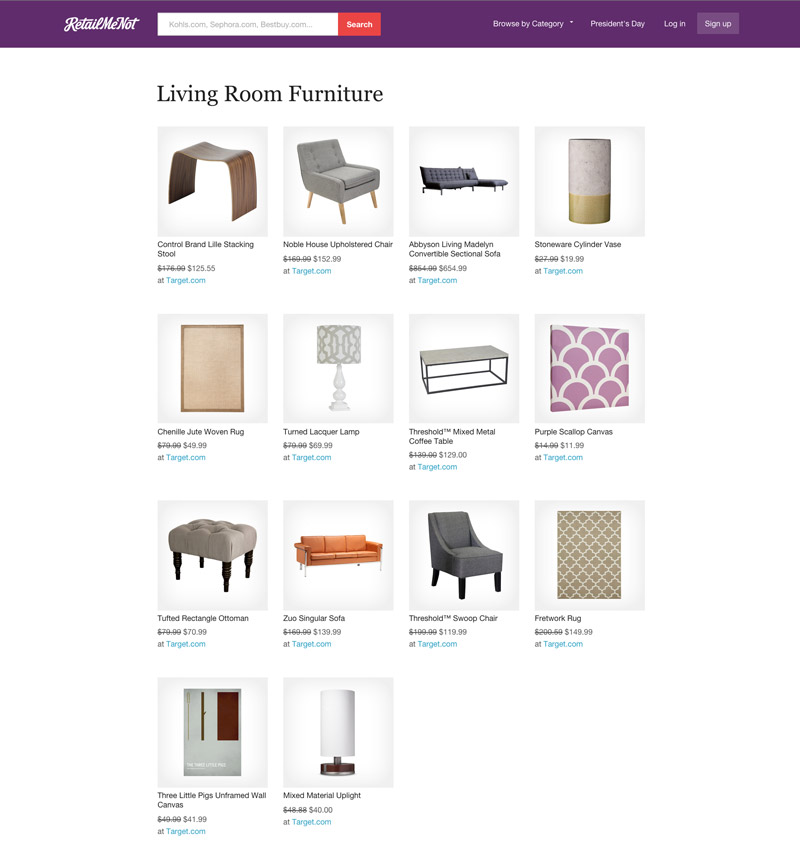 RetailMeNot
Kohls.com, Sephora.com, Bestbuy.com...
Search
Browse by Category
President's Day
Log in
Sign up
Living Room Furniture
Control Brand Lille Stacking
Stool
$176.99 $125.55
at Target.com
Noble House Upholstered Chair
$169.99 $152.99
at Target.com
Abbyson Living Madelyn
Convertible Sectional Sofa
$854.99 $654.99
at Target.com
Stoneware Cylinder Vase
$27.99 $19.99
at Target.com
Chenille Jute Woven Rug
$79.99 $49.99
at Target.com
Turned Lacquer Lamp
$79.99 $69.99
at Target.com
Threshold™ Mixed Metal
Coffee Table
$139.00 $129.00
at Target.com
Purple Scallop Canvas
$14.99 $11.99
at Target.com
Tufted Rectangle Ottoman
$79.99 $70.99
at Target.com
Zuo Singular Sofa
$169.99 $139.99
at Target.com
Threshold™ Swoop Chair
$199.99 $119.99
at Target.com
Fretwork Rug
$200.59 $149.99
at Target.com
THE THREE LITTLE PIGS
Three Little Pigs Unframed Wall
Canvas
$49.99 $41.99
at Target.com
Mixed Material Uplight
$48.88 $40.00
at Target.com